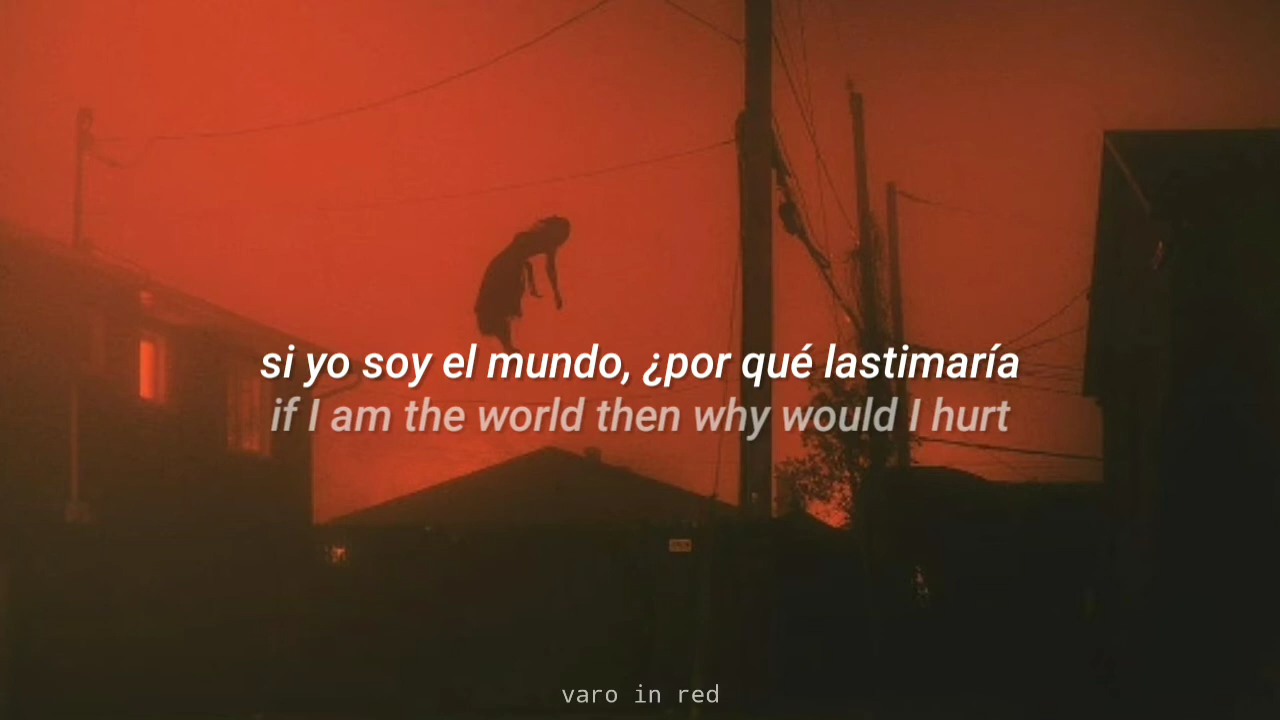 si yo soy el mundo, ¿por qué lastimaría
if I am the world then why would I hurt
varo in red